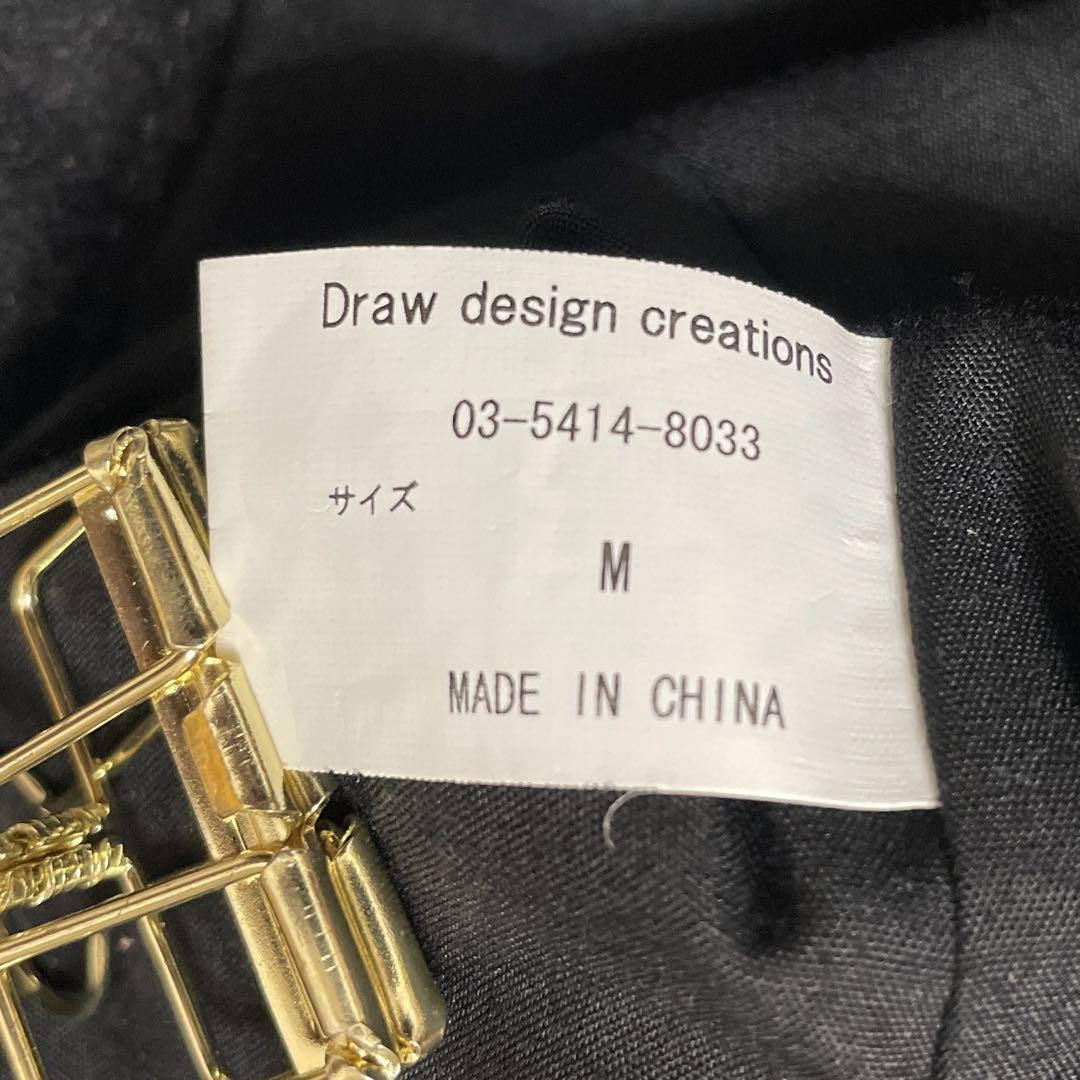 Draw design creations
03-5414-8033
サイズ
M
MADE IN CHINA